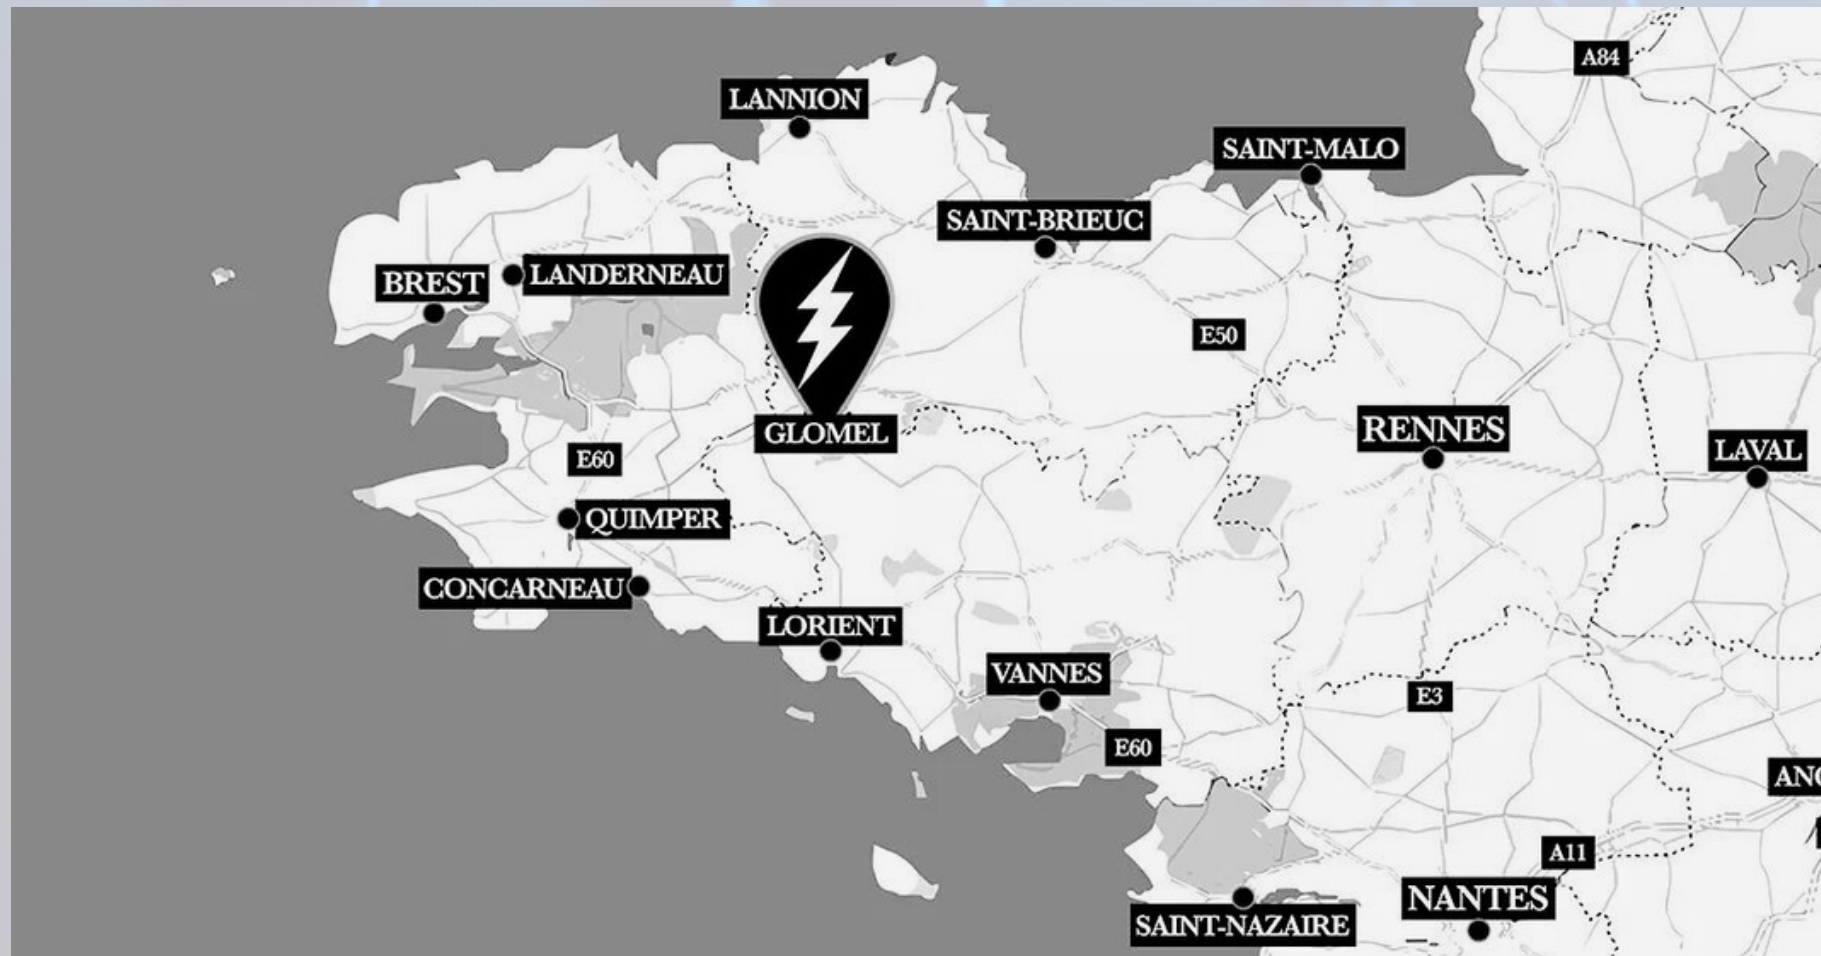 A84
LANNION
SAINT-MALO
SAINT-BRIEUC
BREST
LANDERNEAU
E50
GLOMEL
RENNES
LAVAL
E60
QUIMPER
CONCARNEAU
LORIENT
VANNES
E3
E60
ANG
A11
NANTES
SAINT-NAZAIRE